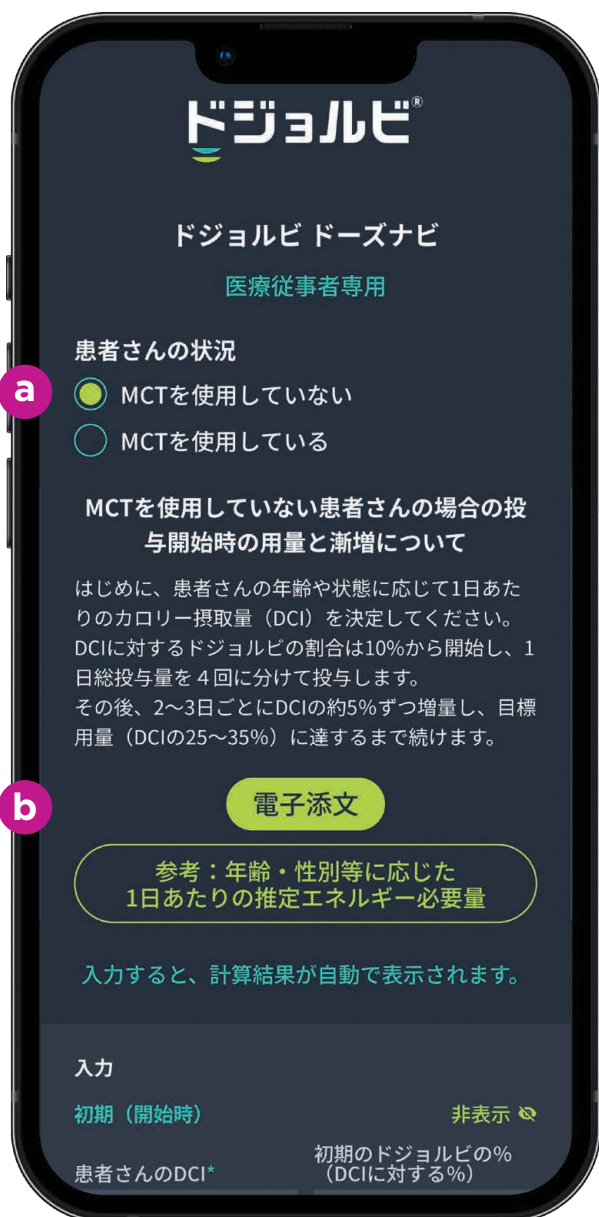 ドジョルビ®
ドジョルビ ドーズナビ
医療従事者専用
患者さんの状況
a
MCTを使用していない
MCTを使用している
MCTを使用していない患者さんの場合の投
与開始時の用量と漸増について
はじめに、患者さんの年齢や状態に応じて1日あた
りのカロリー摂取量（DCI）を決定してください。
DCIに対するドジョルビの割合は10%から開始し、1
日総投与量を４回に分けて投与します。
その後、2〜3日ごとにDCIの約5%ずつ増量し、目標
用量（DCIの25〜35%）に達するまで続けます。
b
電子添文
参考：年齢・性別等に応じた
1日あたりの推定エネルギー必要量
入力すると、計算結果が自動で表示されます。
入力
初期（開始時）
非表示
患者さんのDCI*
初期のドジョルビの%
（DCIに対する%）